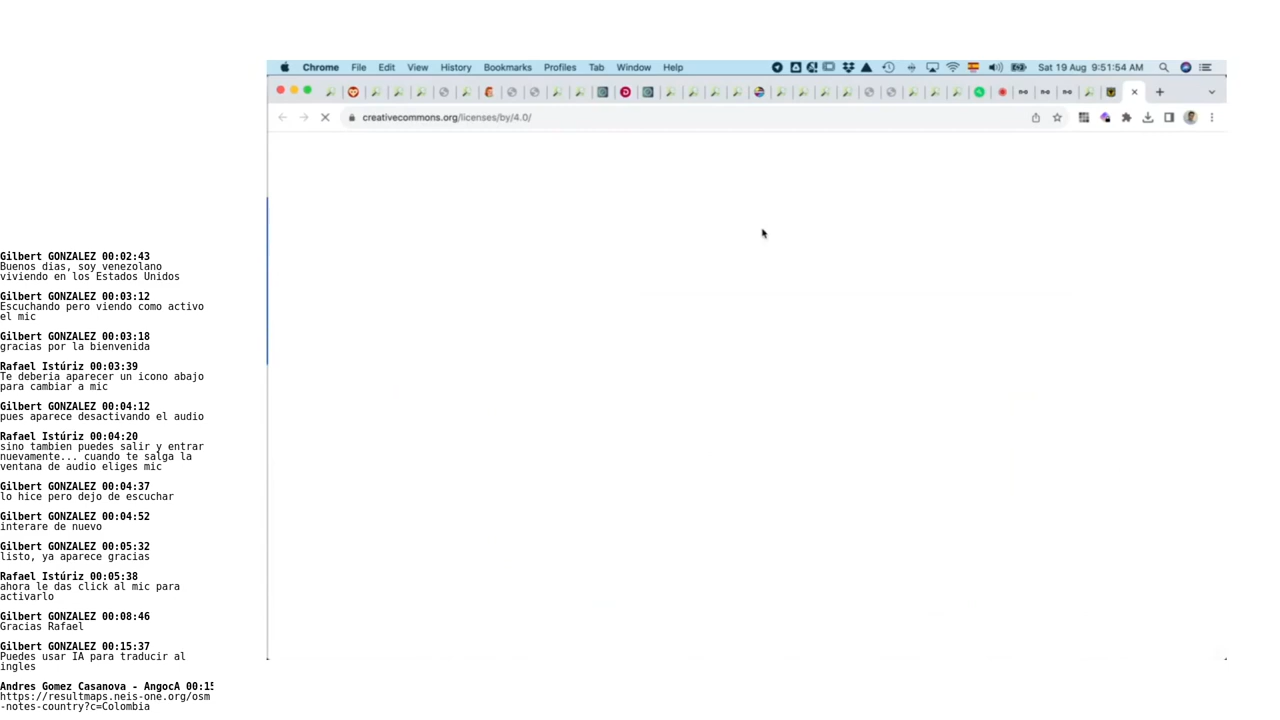 Chrome File Edit View History Bookmarks Profiles Tab Window Help Sat 19 Aug 9:51:54 AM
creativecommons.org/licenses/by/4.0/
Gilbert GONZALEZ 00:02:43
Buenos dias, soy venezolano
viviendo en los Estados Unidos
Gilbert GONZALEZ 00:03:12
Escuchando pero viendo como activo
el mic
Gilbert GONZALEZ 00:03:18
gracias por la bienvenida
Rafael Istúriz 00:03:39
Te deberia aparecer un icono abajo
para cambiar a mic
Gilbert GONZALEZ 00:04:12
pues aparece desactivando el audio
Rafael Istúriz 00:04:20
sino tambien puedes salir y entrar
nuevamente... cuando te salga la
ventana de audio eliges mic
Gilbert GONZALEZ 00:04:37
lo hice pero dejo de escuchar
Gilbert GONZALEZ 00:04:52
interare de nuevo
Gilbert GONZALEZ 00:05:32
listo, ya aparece gracias
Rafael Istúriz 00:05:38
ahora le das click al mic para
activarlo
Gilbert GONZALEZ 00:08:46
Gracias Rafael
Gilbert GONZALEZ 00:15:37
Puedes usar IA para traducir al
ingles
Andres Gomez Casanova - AngocA 00:15
https://resultmaps.neis-one.org/osm
-notes-country?c=Colombia